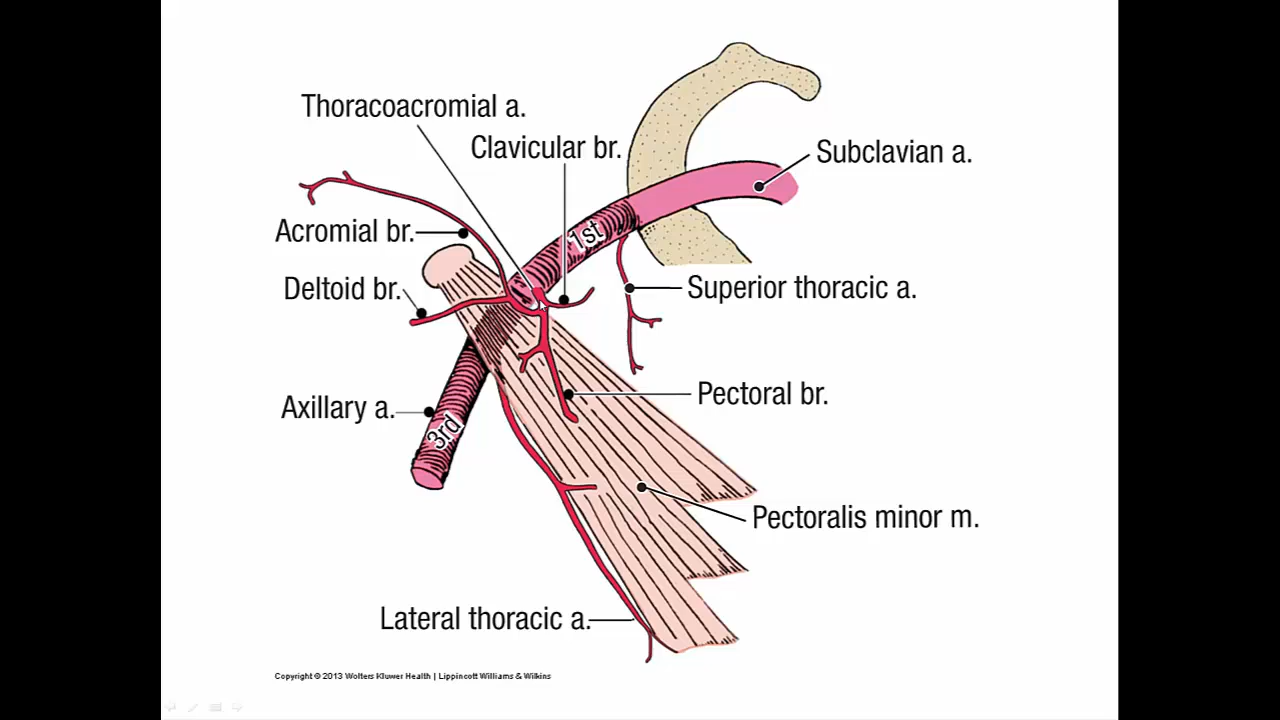 Thoracoacromial a.
Clavicular br.
Subclavian a.
1st
Acromial br.
Deltoid br.
Superior thoracic a.
Pectoral br.
Axillary a.
3rd
Pectoralis minor m.
Lateral thoracic a.
Copyright © 2013 Wolters Kluwer Health | Lippincott Williams & Wilkins